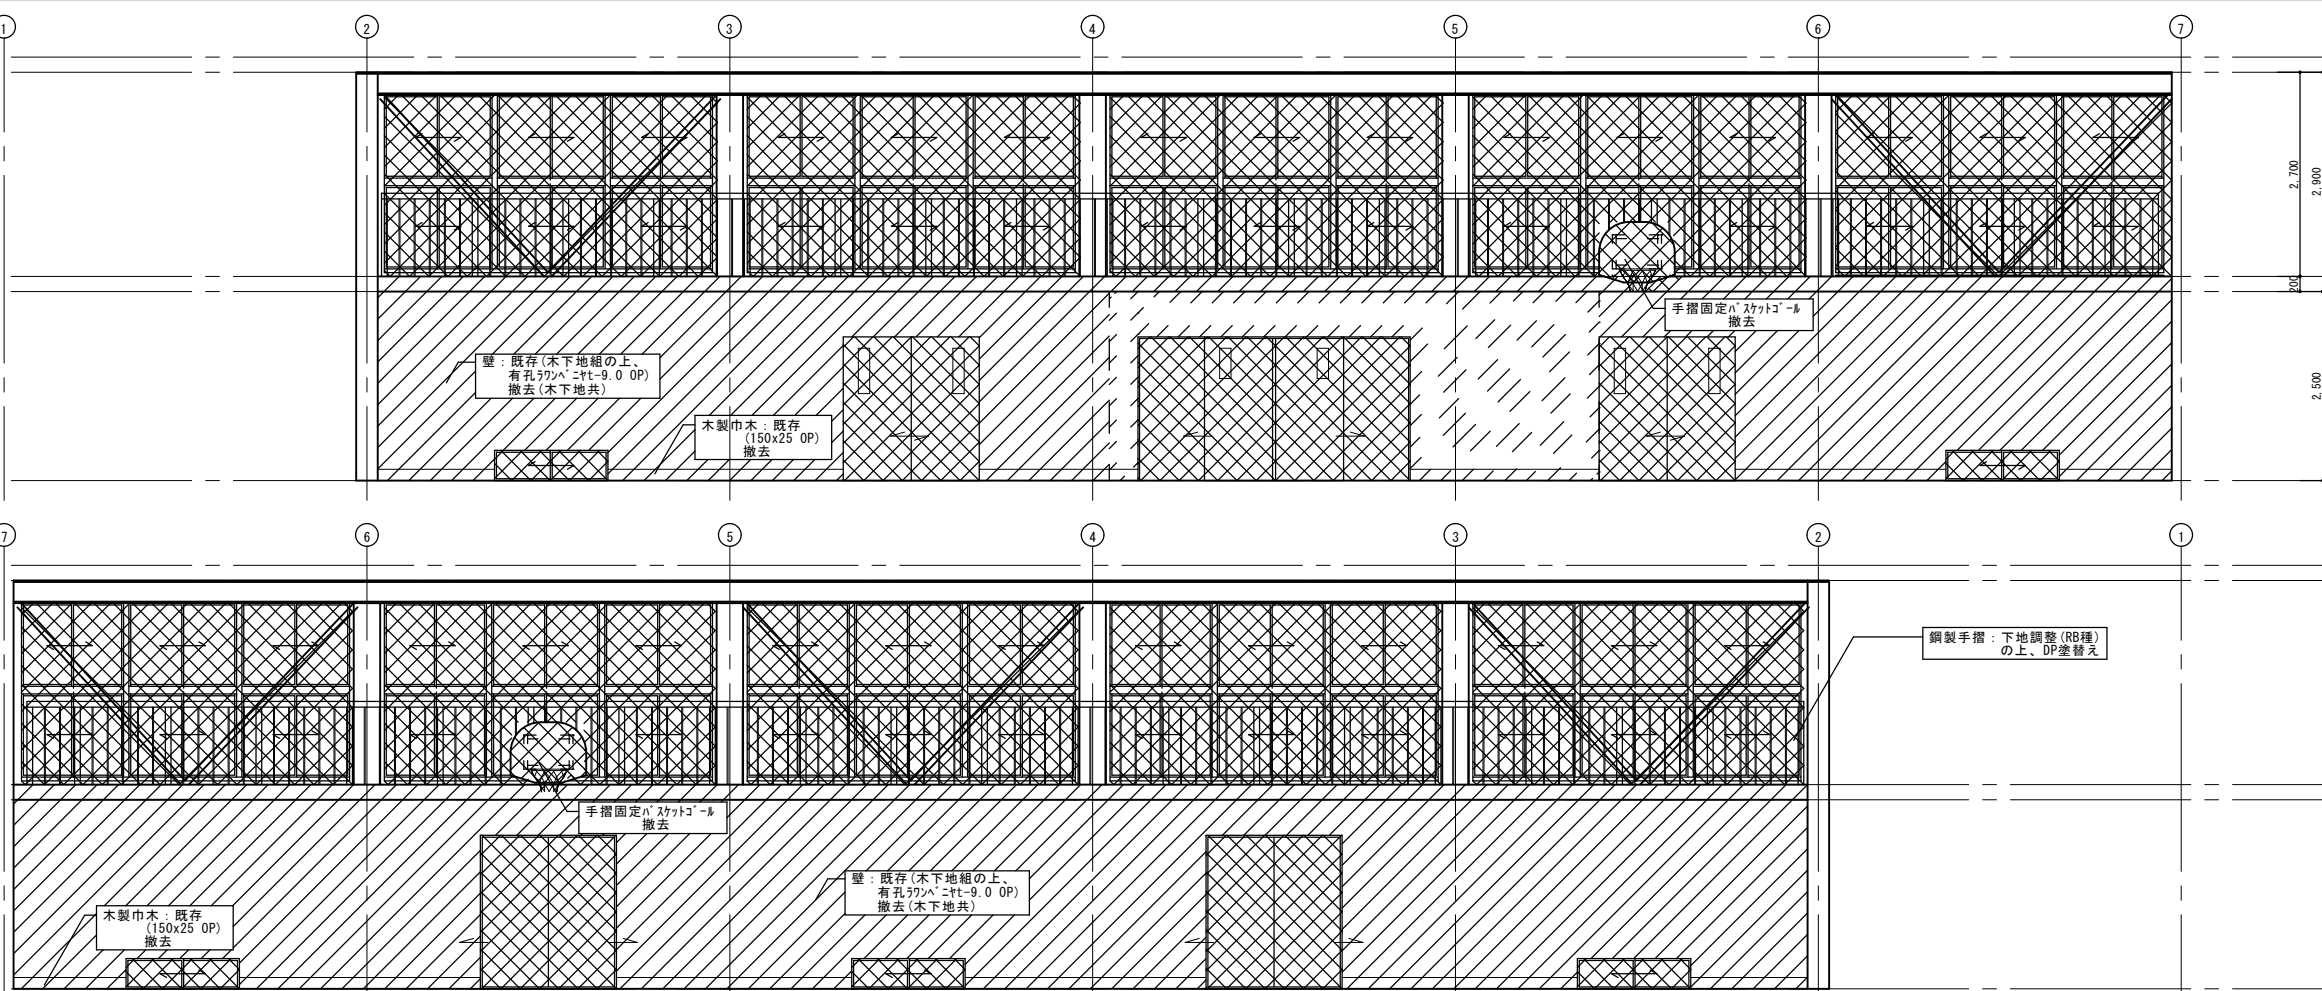 1
2
3
4
5
6
7
2,700
2,900
200
2,500
手摺固定ﾊﾞｽｹｯﾄｺﾞｰﾙ
撤去
壁：既存(木下地組の上、
有孔ﾗﾜﾝﾍﾞﾆﾔt-9.0 OP)
撤去(木下地共)
木製巾木：既存
(150x25 OP)
撤去
7
6
5
4
3
2
1
鋼製手摺：下地調整(RB種)
の上、DP塗替え
手摺固定ﾊﾞｽｹｯﾄｺﾞｰﾙ
撤去
壁：既存(木下地組の上、
有孔ﾗﾜﾝﾍﾞﾆﾔt-9.0 OP)
撤去(木下地共)
木製巾木：既存
(150x25 OP)
撤去